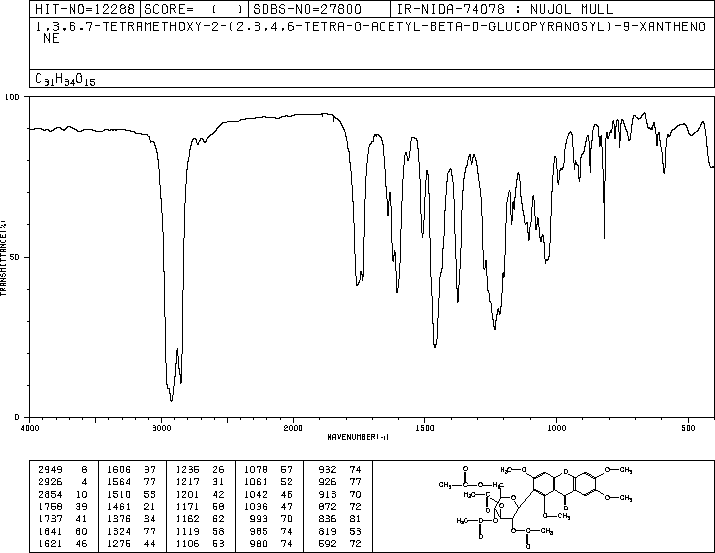 HIT-NO=12288 SCORE= ( ) SDBS-NO=27800 IR-NIDA-74078 : NUJOL MULL
1,3,6,7-TETRAMETHOXY-2-(2,3,4,6-TETRA-O-ACETYL-BETA-D-GLUCOPYRANOSYL)-9-XANTHENO
NE
C31H34O15
100
TRANSMITTANCE(%)
50
0
4000 3000 2000 1500 1000 500
WAVENUMBER(-1)
2949 1606 37 1236 26 1078 57 932 74
2926 4 1564 77 1217 31 1061 52 926 77
2854 10 1510 55 1201 42 1042 46 913 70
1758 39 1461 21 1171 58 1036 47 872 72
1737 41 1376 34 1162 62 993 70 836 81
1641 60 1324 77 1119 58 985 74 819 53
1621 46 1276 44 1106 53 980 74 592 72